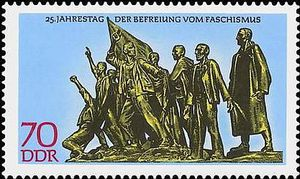 25. JAHRESTAG DER BEFREIUNG VOM FASCHISMUS
70
DDR